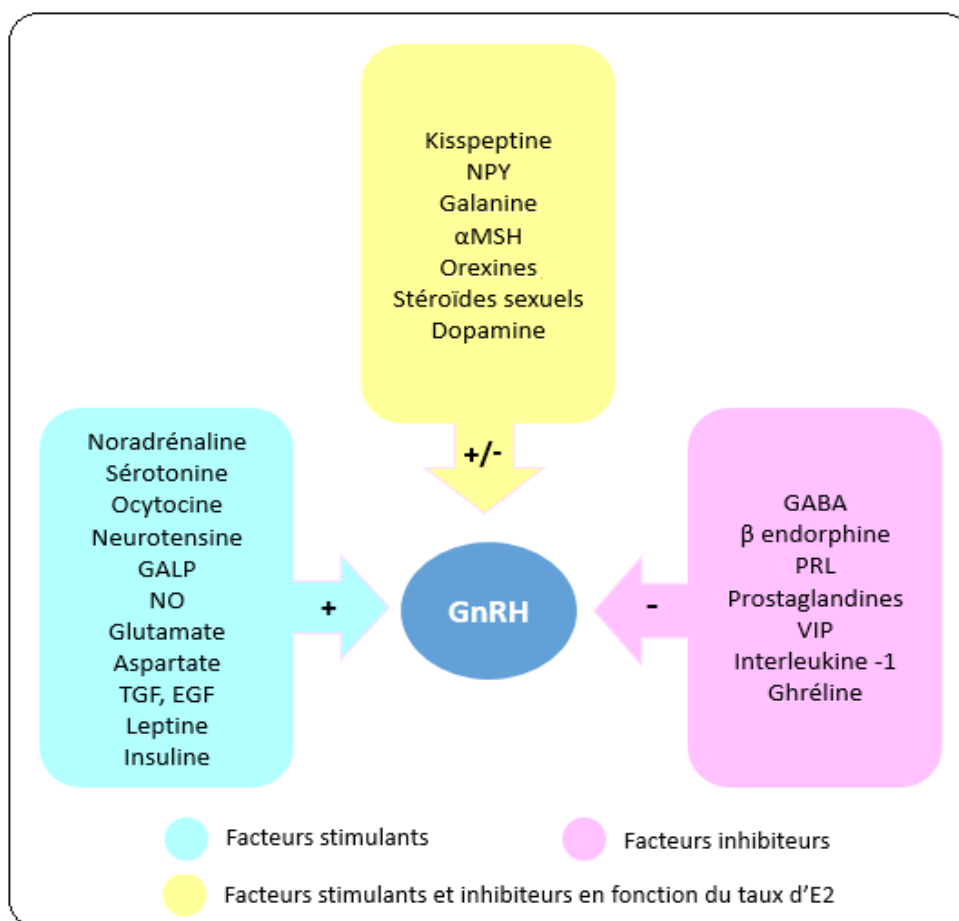 Kisspeptine
NPY
Galanine
αMSH
Orexines
Stéroïdes sexuels
Dopamine
+/-
Noradrénaline
Sérotonine
Ocytocine
Neurotensine
GALP
NO
Glutamate
Aspartate
TGF, EGF
Leptine
Insuline
+
GnRH
-
GABA
β endorphine
PRL
Prostaglandines
VIP
Interleukine -1
Ghréline
Facteurs stimulants
Facteurs inhibiteurs
Facteurs stimulants et inhibiteurs en fonction du taux d’E2